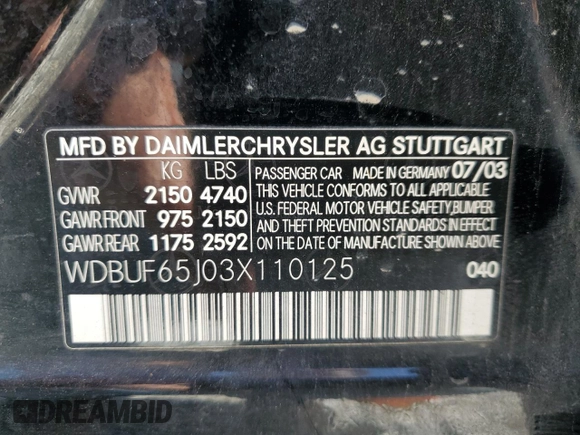 MFD BY DAIMLERCHRYSLER AG STUTTGART
KG LBS
GVWR 2150 4740
GAWR FRONT 975 2150
GAWR REAR 1175 2592
PASSENGER CAR MADE IN GERMANY 07/03
THIS VEHICLE CONFORMS TO ALL APPLICABLE
U.S. FEDERAL MOTOR VEHICLE SAFETY, BUMPER
AND THEFT PREVENTION STANDARDS IN EFFECT
ON THE DATE OF MANUFACTURE SHOWN ABOVE
WDBUF65J03X110125 040
DREAMBID